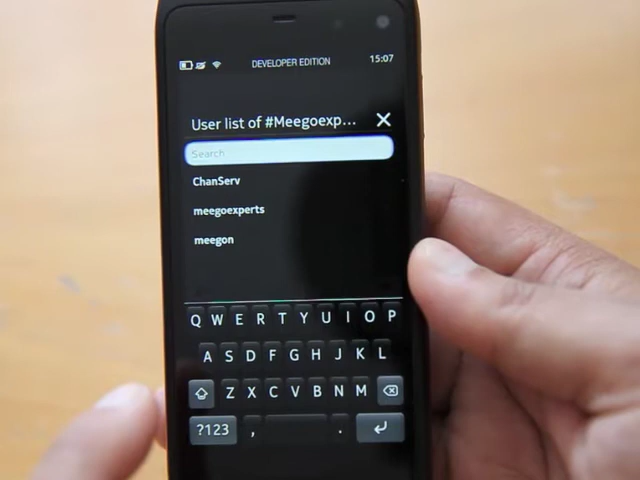 DEVELOPER EDITION
15:07
User list of #Meegoexp...
Search
ChanServ
meegoexperts
meegon
Q W E R T Y U I O P
A S D F G H J K L
Z X C V B N M
?123 , .